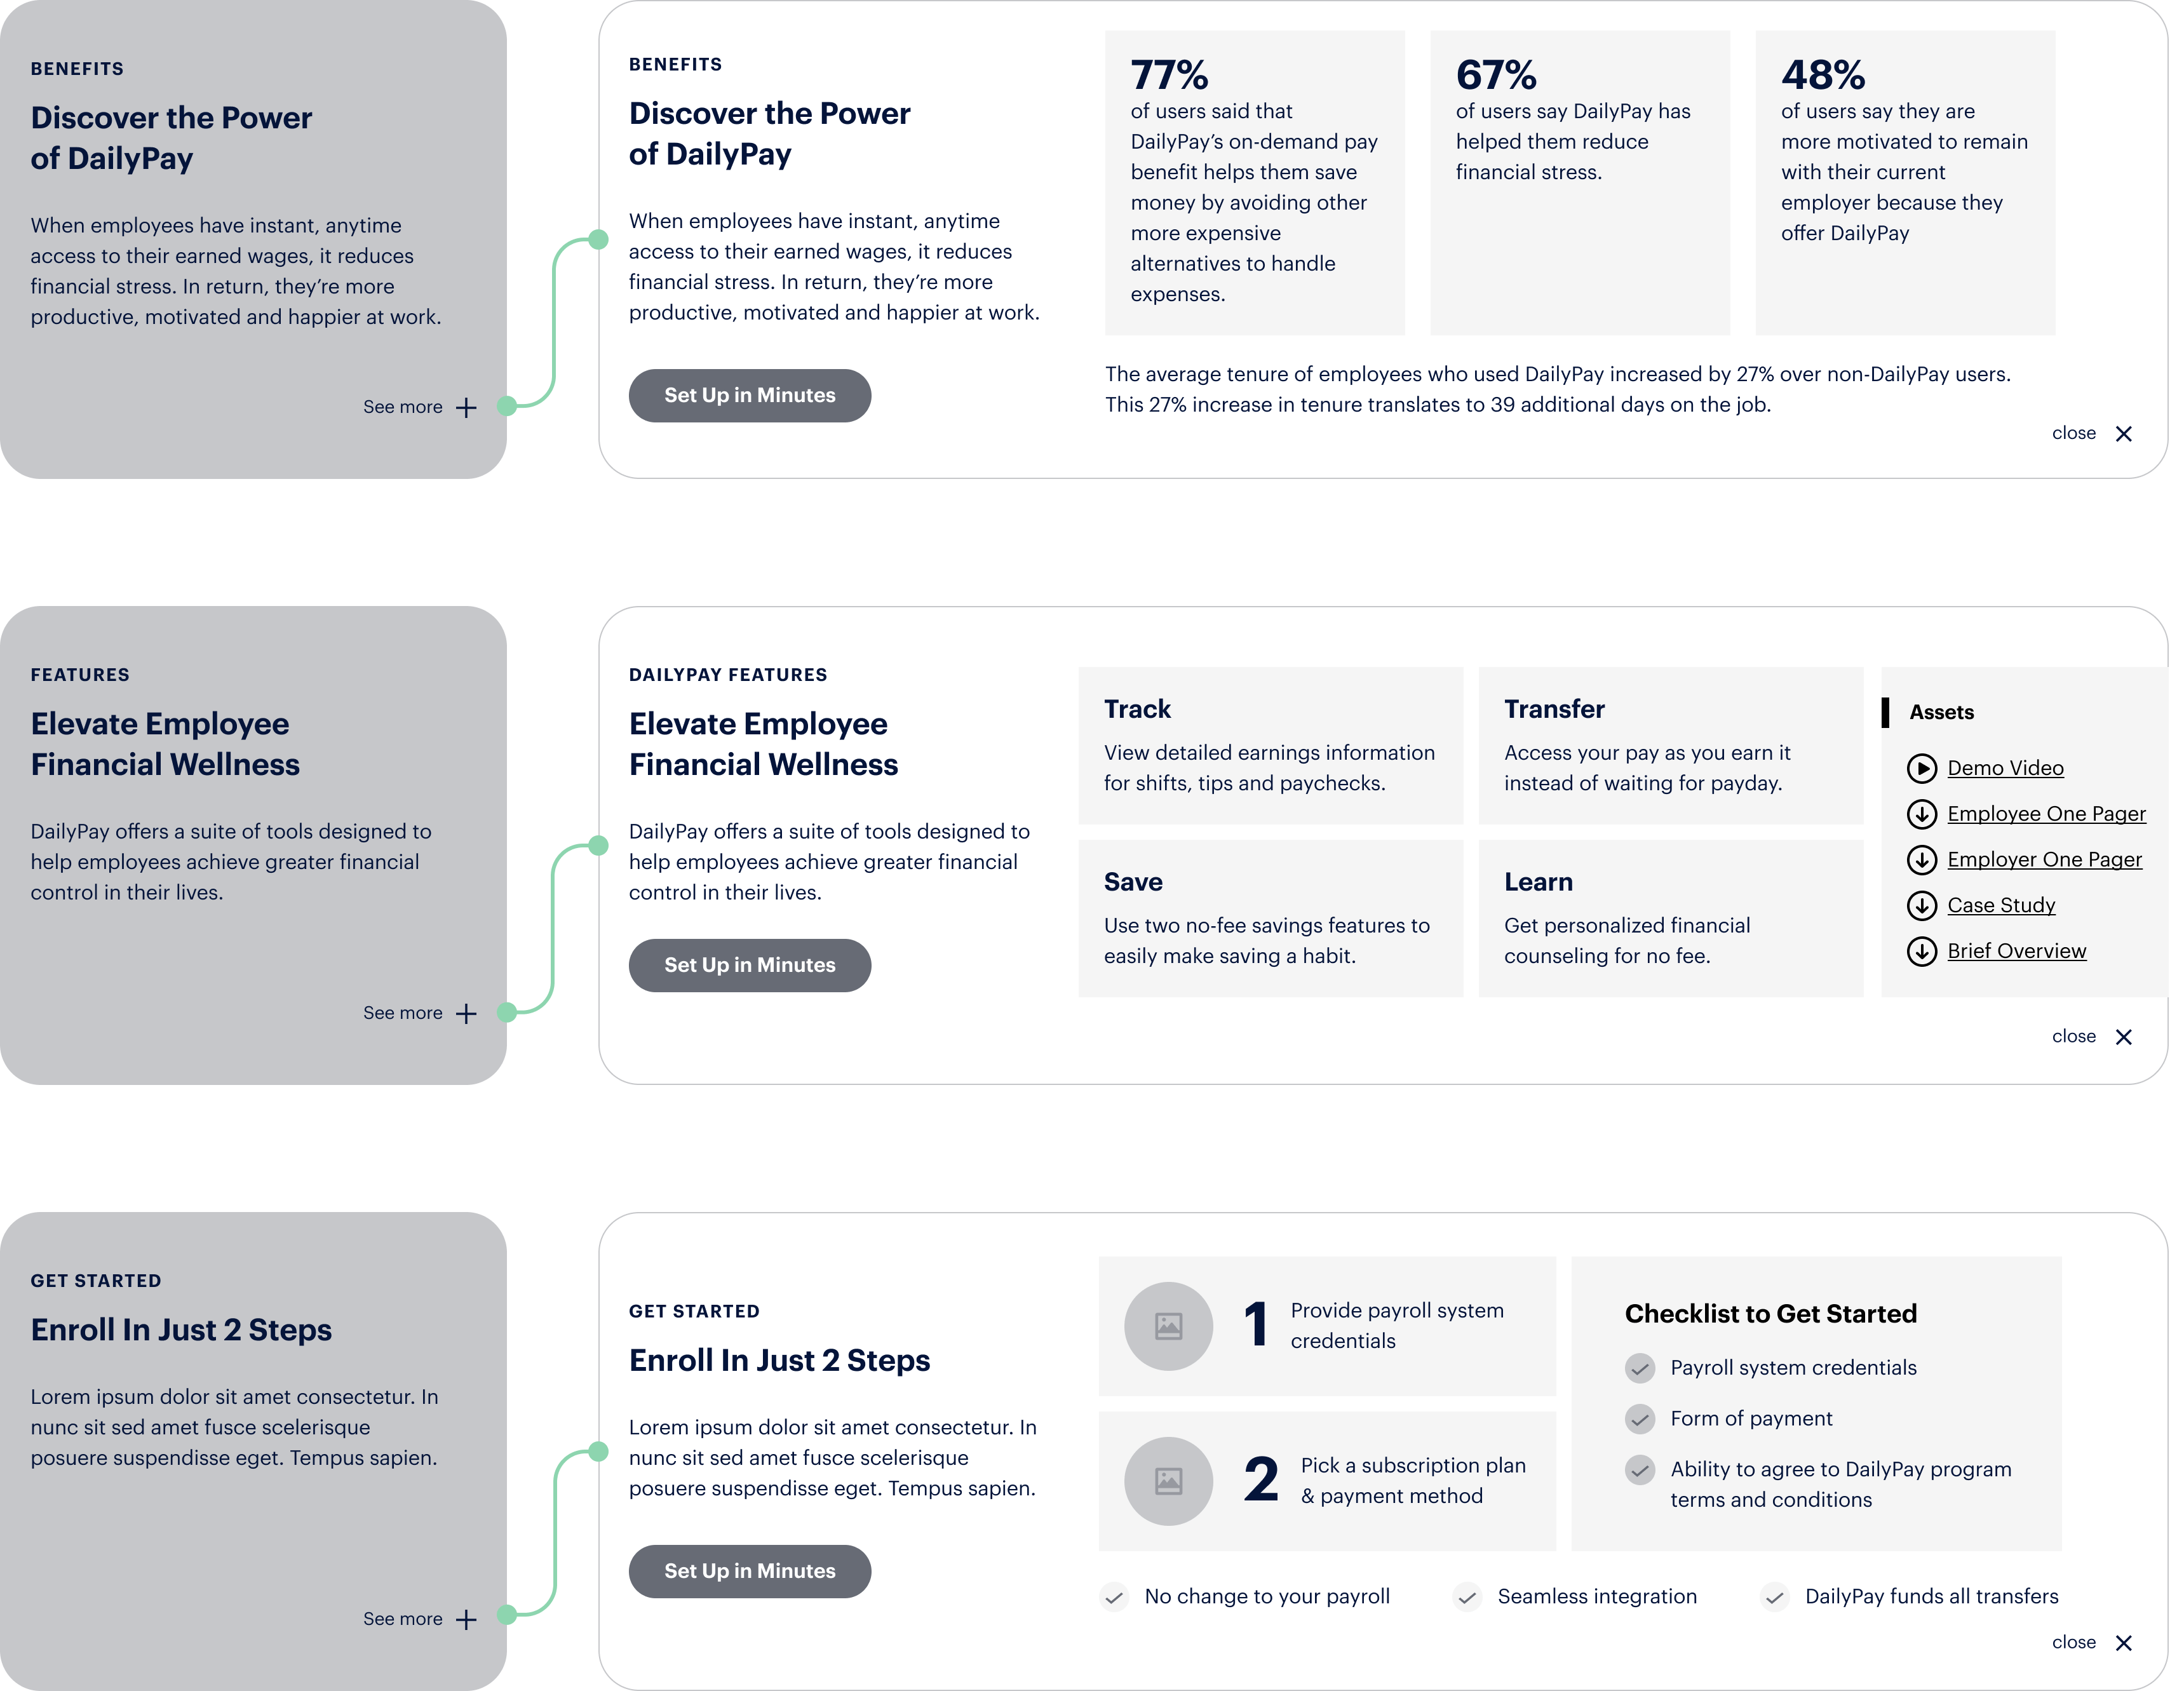 BENEFITS
Discover the Power
of DailyPay
When employees have instant, anytime
access to their earned wages, it reduces
financial stress. In return, they’re more
productive, motivated and happier at work.
See more
BENEFITS
Discover the Power
of DailyPay
When employees have instant, anytime
access to their earned wages, it reduces
financial stress. In return, they’re more
productive, motivated and happier at work.
Set Up in Minutes
77%
of users said that
DailyPay’s on-demand pay
benefit helps them save
money by avoiding other
more expensive
alternatives to handle
expenses.
67%
of users say DailyPay has
helped them reduce
financial stress.
48%
of users say they are
more motivated to remain
with their current
employer because they
offer DailyPay
The average tenure of employees who used DailyPay increased by 27% over non-DailyPay users.
This 27% increase in tenure translates to 39 additional days on the job.
close
FEATURES
Elevate Employee
Financial Wellness
DailyPay offers a suite of tools designed to
help employees achieve greater financial
control in their lives.
See more
DAILYPAY FEATURES
Elevate Employee
Financial Wellness
DailyPay offers a suite of tools designed to
help employees achieve greater financial
control in their lives.
Set Up in Minutes
Track
View detailed earnings information
for shifts, tips and paychecks.
Transfer
Access your pay as you earn it
instead of waiting for payday.
Save
Use two no-fee savings features to
easily make saving a habit.
Learn
Get personalized financial
counseling for no fee.
Assets
Demo Video
Employee One Pager
Employer One Pager
Case Study
Brief Overview
close
GET STARTED
Enroll In Just 2 Steps
Lorem ipsum dolor sit amet consectetur. In
nunc sit sed amet fusce scelerisque
posuere suspendisse eget. Tempus sapien.
See more
GET STARTED
Enroll In Just 2 Steps
Lorem ipsum dolor sit amet consectetur. In
nunc sit sed amet fusce scelerisque
posuere suspendisse eget. Tempus sapien.
Set Up in Minutes
1
Provide payroll system
credentials
2
Pick a subscription plan
& payment method
Checklist to Get Started
Payroll system credentials
Form of payment
Ability to agree to DailyPay program
terms and conditions
No change to your payroll
Seamless integration
DailyPay funds all transfers
close